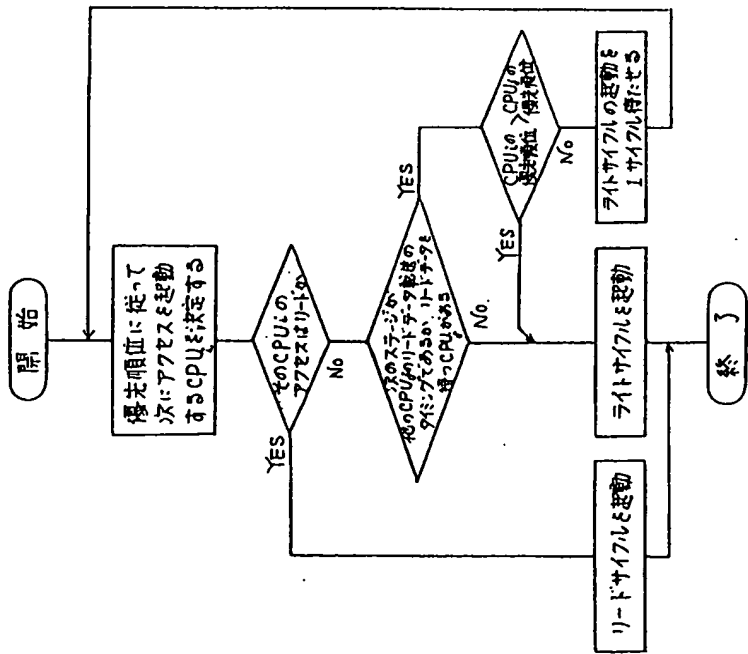 開始
優先順位に従って
次にアクセスを起動
するCPUを決定する
そのCPUiの
アクセスはリードか
YES
No
次のステージが
他のCPUjのリードデータ転送の
タイミングであるか、リードデータを
待つCPUがある
YES
No.
CPUiの
優先順位
>
CPUjの
優先順位
YES
No
ライトサイクルの起動を
1サイクル待たせる
リードサイクルを起動
ライトサイクルを起動
終了